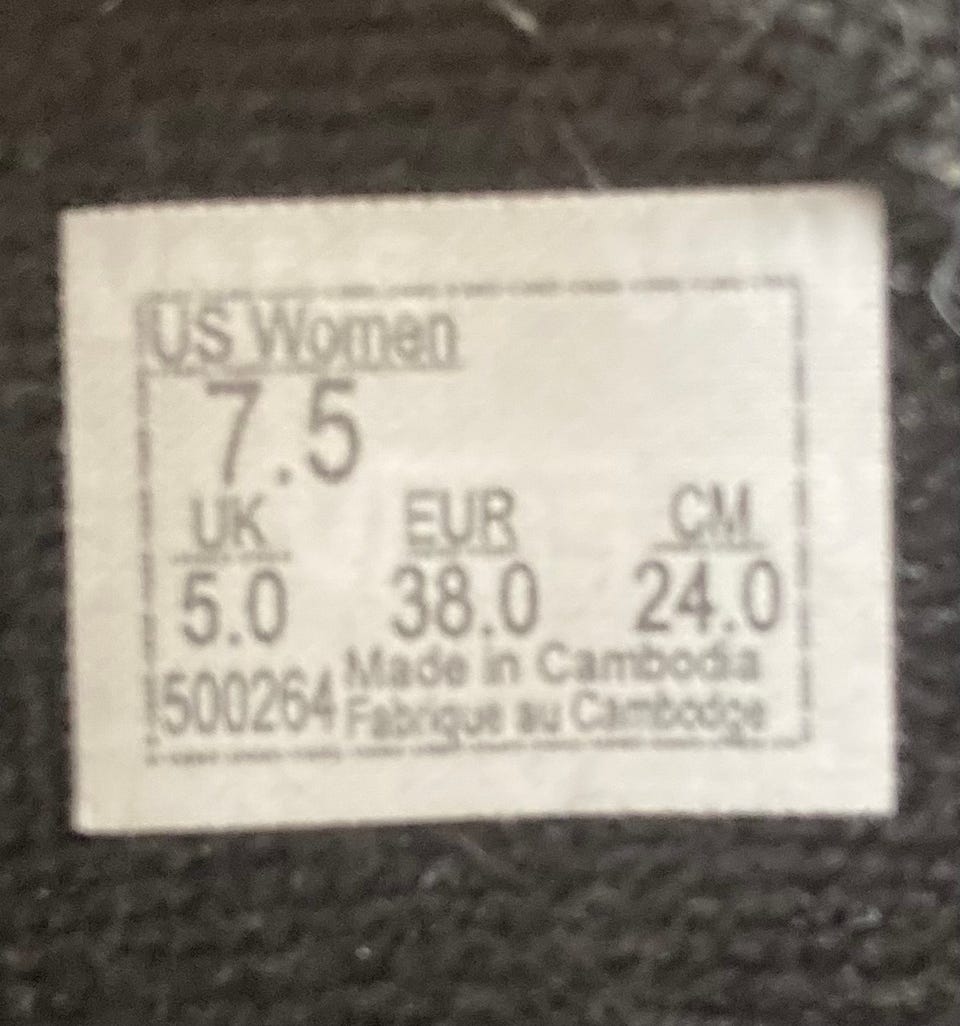 US Women
7.5
UK EUR CM
5.0 38.0 24.0
500264 Made in Cambodia
Fabrique au Cambodge